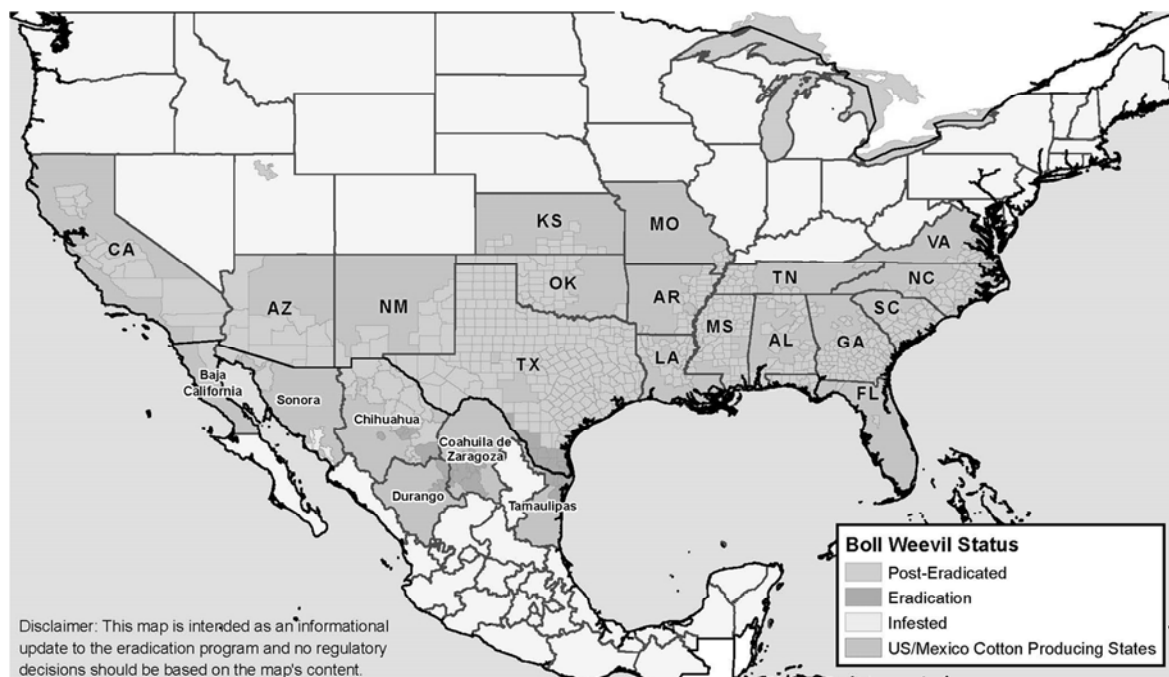 KS
MO
VA
CA
TN
NC
OK
AZ
NM
AR
SC
MS
AL
GA
TX
LA
FL
Baja
California
Sonora
Chihuahua
Coahuila de
Zaragoza
Durango
Tamaulipas
Boll Weevil Status
Post-Eradicated
Eradication
Infested
US/Mexico Cotton Producing States
Disclaimer: This map is intended as an informational
update to the eradication program and no regulatory
decisions should be based on the map's content.